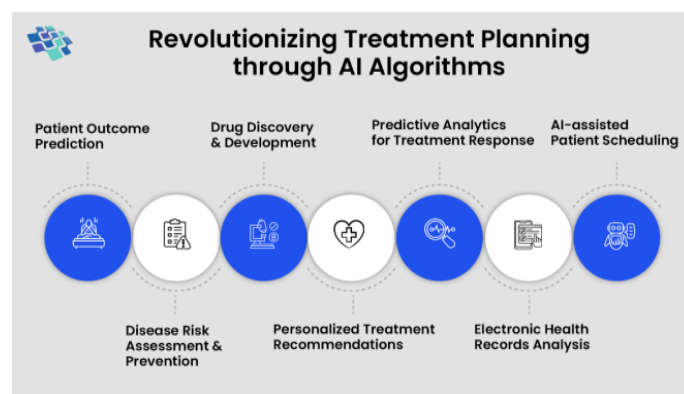 Revolutionizing Treatment Planning
through AI Algorithms
Patient Outcome
Prediction
Drug Discovery
& Development
Predictive Analytics
for Treatment Response
AI-assisted
Patient Scheduling
Disease Risk
Assessment &
Prevention
Personalized Treatment
Recommendations
Electronic Health
Records Analysis